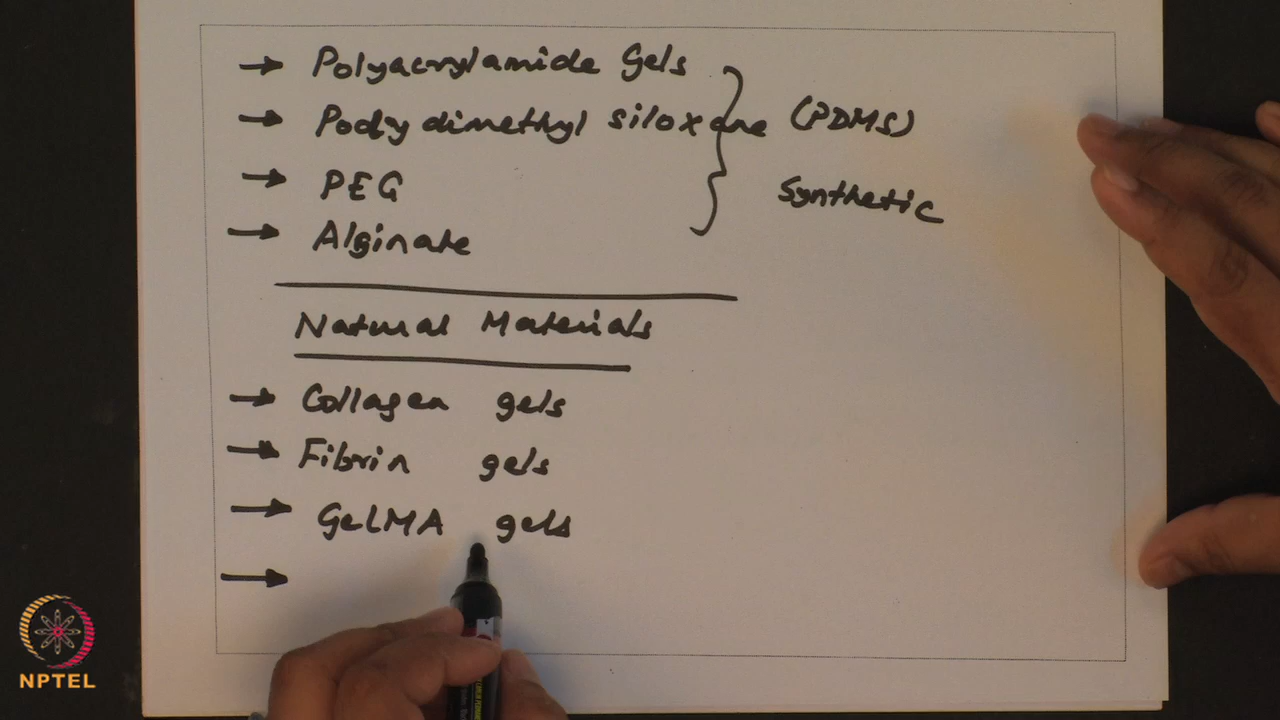 → Polyacrylamide Gels
→ Polydimethyl siloxane (PDMS)
→ PEG
Synthetic
→ Alginate
Natural Materials
→ Collagen gels
→ Fibrin gels
→ GelMA gels
→
NPTEL